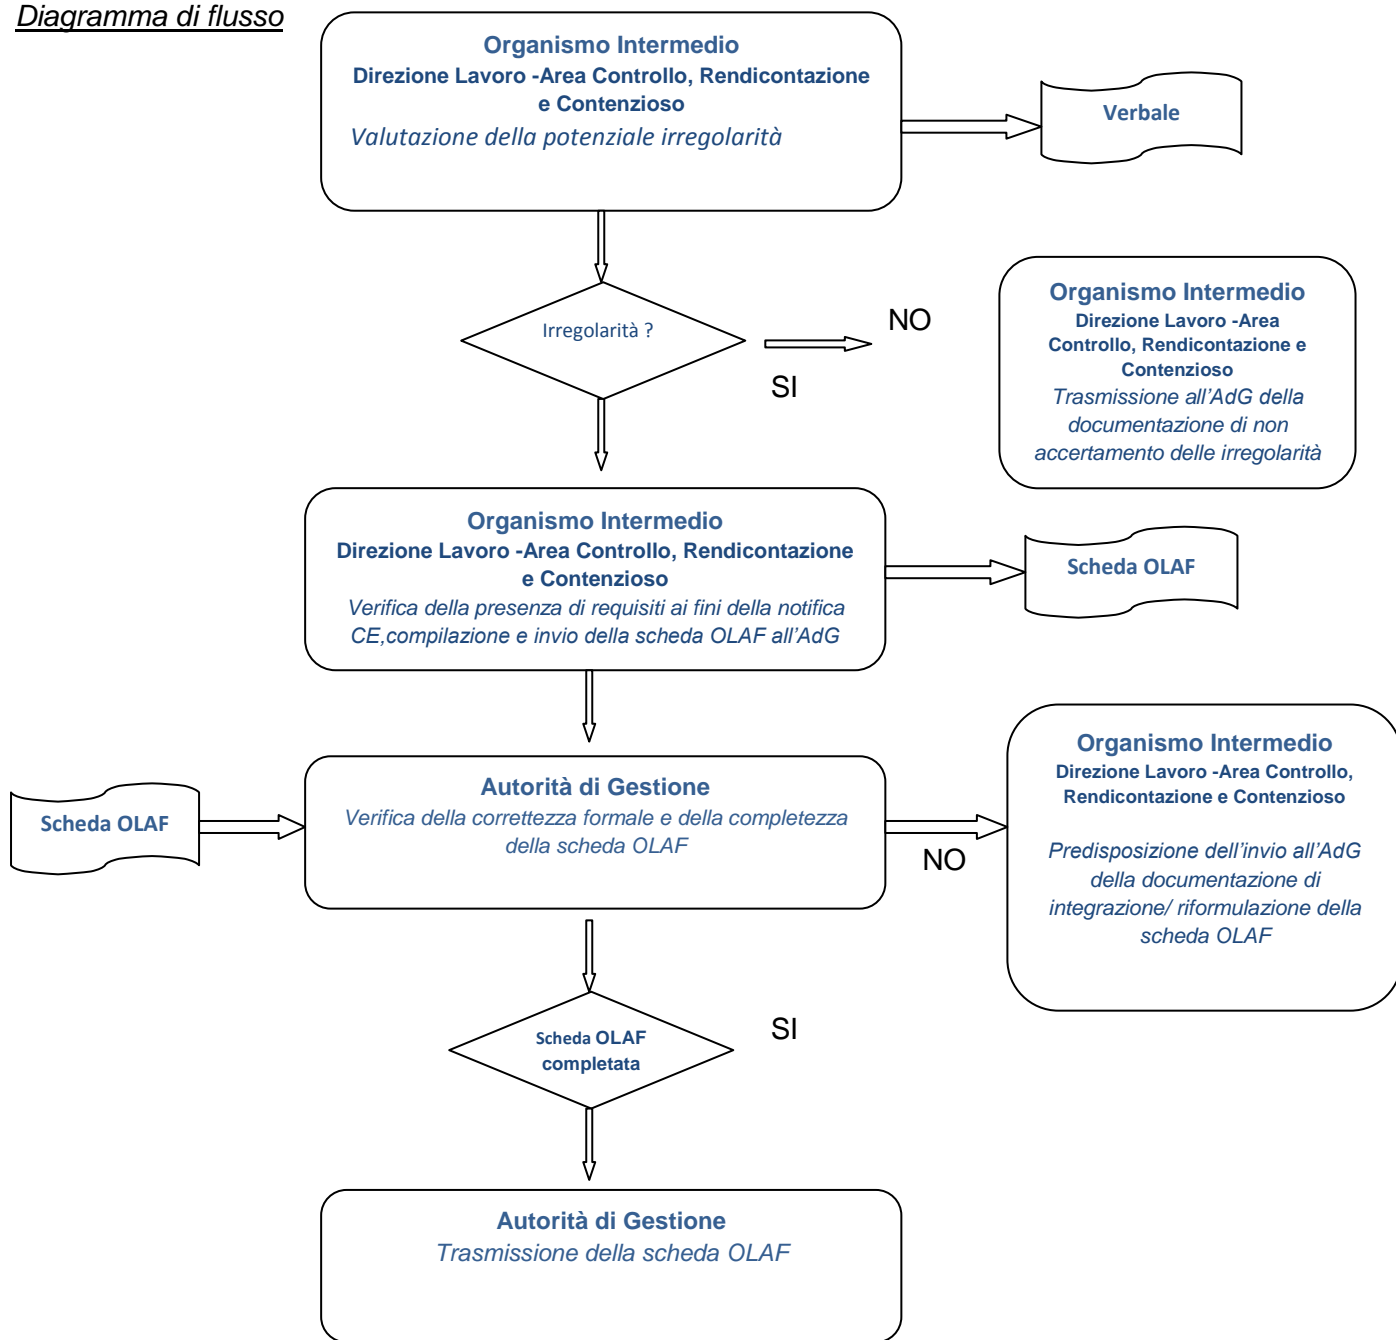 Diagramma di flusso
Organismo Intermedio
Direzione Lavoro -Area Controllo, Rendicontazione
e Contenzioso
Valutazione della potenziale irregolarità
Verbale
Irregolarità ?
NO
SI
Organismo Intermedio
Direzione Lavoro -Area
Controllo, Rendicontazione e
Contenzioso
Trasmissione all’AdG della
documentazione di non
accertamento delle irregolarità
Organismo Intermedio
Direzione Lavoro -Area Controllo, Rendicontazione
e Contenzioso
Verifica della presenza di requisiti ai fini della notifica
CE,compilazione e invio della scheda OLAF all’AdG
Scheda OLAF
Scheda OLAF
Autorità di Gestione
Verifica della correttezza formale e della completezza
della scheda OLAF
NO
Organismo Intermedio
Direzione Lavoro -Area Controllo,
Rendicontazione e Contenzioso
Predisposizione dell’invio all’AdG
della documentazione di
integrazione/ riformulazione della
scheda OLAF
Scheda OLAF
completata
SI
Autorità di Gestione
Trasmissione della scheda OLAF